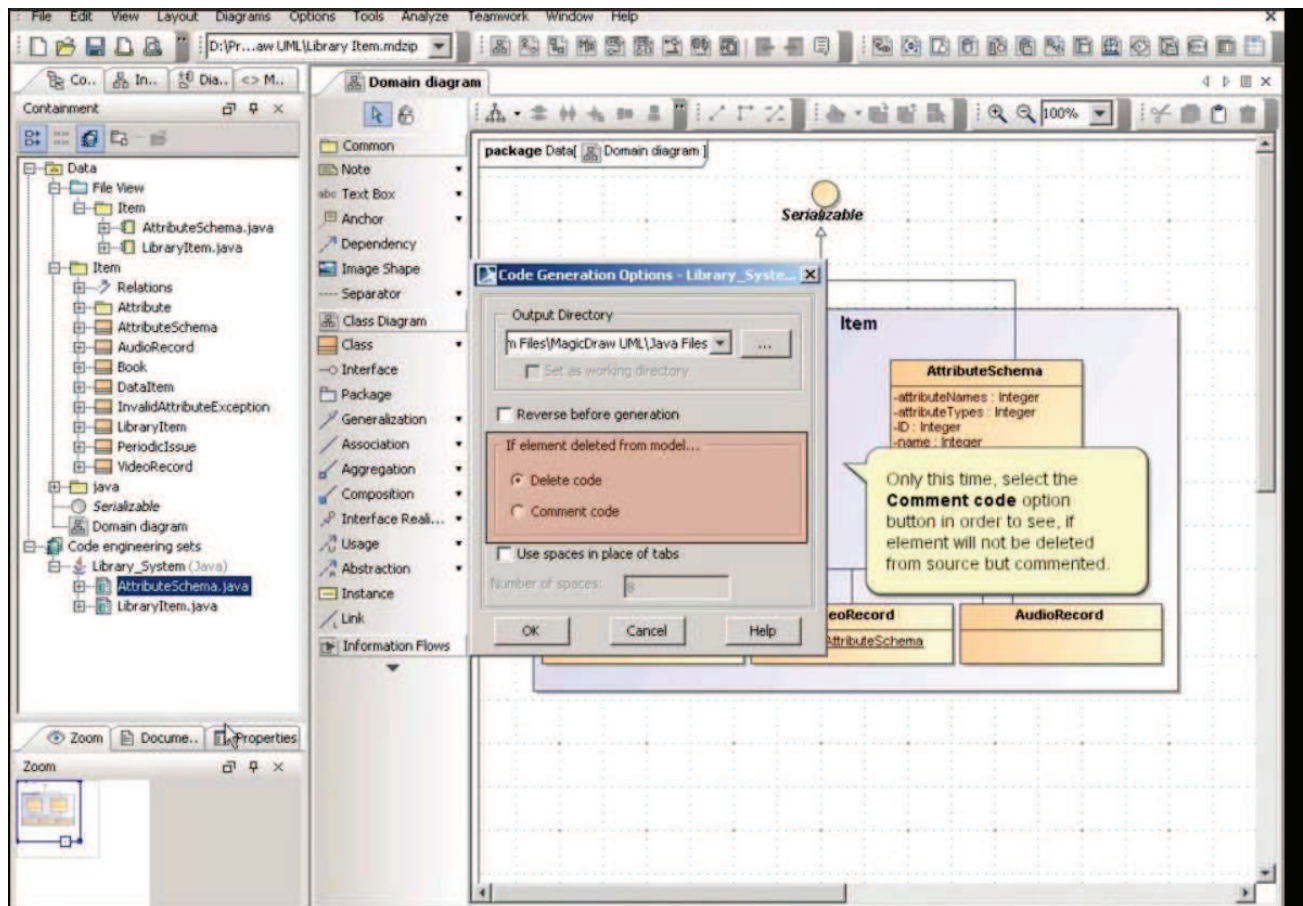 File Edit View Layout Diagrams Options Tools Analyze Teamwork Window Help
D:\Pr...aw UML\Library Item.mdzip
Co.. In.. Dia.. <> M..
Domain diagram
Containment
100%
Data
File View
Item
AttributeSchema.java
LibraryItem.java
Item
Relations
Attribute
AttributeSchema
AudioRecord
Book
DataItem
InvalidAttributeException
LibraryItem
PeriodicIssue
VideoRecord
java
Serializable
Domain diagram
Code engineering sets
Library_System (Java)
AttributeSchema.java
LibraryItem.java
Zoom Docume.. Properties
Zoom
Common
Note
abc Text Box
Anchor
Dependency
Image Shape
Separator
Class Diagram
Class
Interface
Package
Generalization
Association
Aggregation
Composition
Interface Reali...
Usage
Abstraction
Instance
Link
Information Flows
package Data[ Domain diagram ]
Serializable
Code Generation Options - Library_Syste...
Output Directory
m Files\MagicDraw UML\Java Files
...
Set as working directory
Reverse before generation
If element deleted from model...
Delete code
Comment code
Use spaces in place of tabs
Number of spaces: 8
OK Cancel Help
Item
AttributeSchema
-attributeNames : Integer
-attributeTypes : Integer
-ID : Integer
-name : Integer
Only this time, select the
Comment code option
button in order to see, if
element will not be deleted
from source but commented.
eoRecord
AttributeSchema
AudioRecord